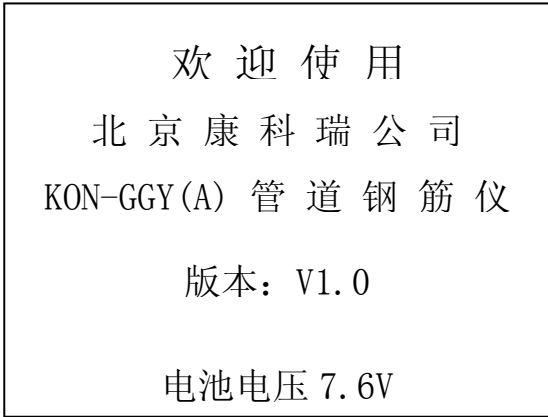 欢迎使用
北京康科瑞公司
KON-GGY(A) 管道钢筋仪
版本：V1.0
电池电压 7.6V